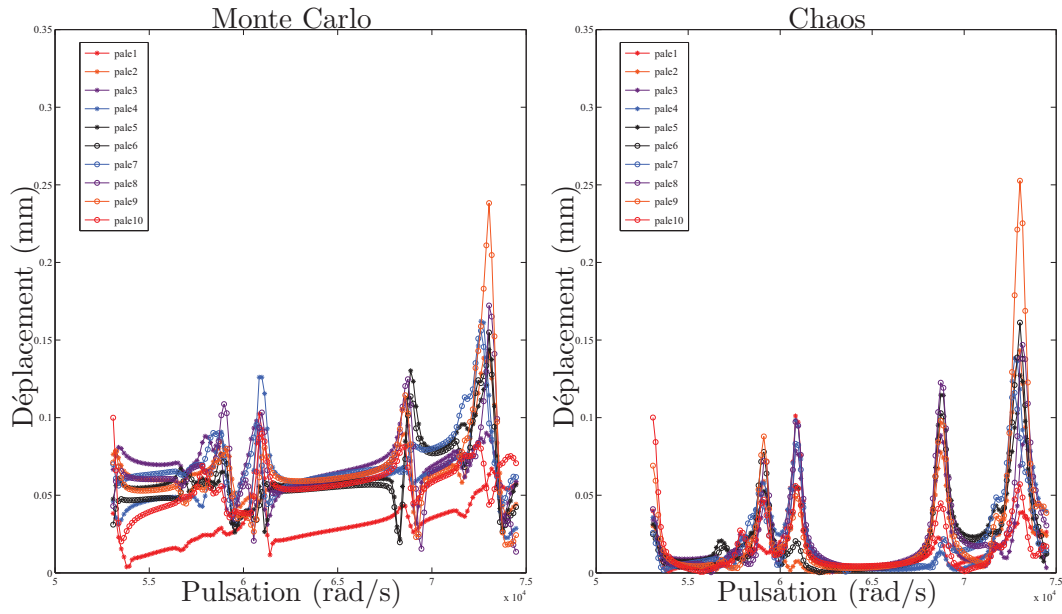 Monte Carlo
0.35
0.3
0.25
0.2
0.15
0.1
0.05
0
Déplacement (mm)
pale1
pale2
pale3
pale4
pale5
pale6
pale7
pale8
pale9
pale10
5
5.5
6
6.5
7
7.5
x 10⁴
Pulsation (rad/s)
Chaos
0.35
0.3
0.25
0.2
0.15
0.1
0.05
0
Déplacement (mm)
pale1
pale2
pale3
pale4
pale5
pale6
pale7
pale8
pale9
pale10
5
5.5
6
6.5
7
7.5
x 10⁴
Pulsation (rad/s)